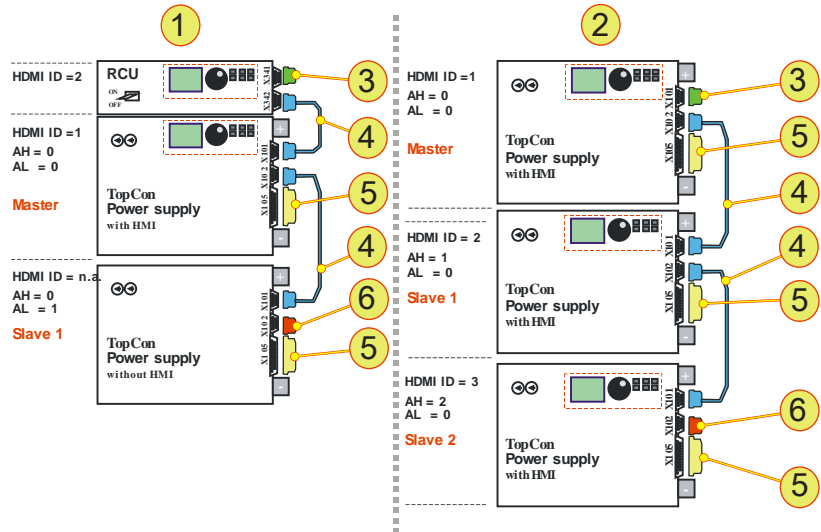 1
HDMI ID =2
RCU
ON
OFF
X341
X342
3
HDMI ID =1
AH = 0
AL = 0
Master
+
X101
X102
X105
-
TopCon
Power supply
with HMI
4
5
4
HDMI ID = n.a.
AH = 0
AL = 1
Slave 1
+
X101
X102
X105
-
TopCon
Power supply
without HMI
6
5
2
HDMI ID =1
AH = 0
AL = 0
Master
+
X101
X102
X105
-
TopCon
Power supply
with HMI
3
5
4
HDMI ID = 2
AH = 1
AL = 0
Slave 1
X101
X102
X105
-
TopCon
Power supply
with HMI
4
5
HDMI ID = 3
AH = 2
AL = 0
Slave 2
+
X101
X102
X105
-
TopCon
Power supply
with HMI
6
5